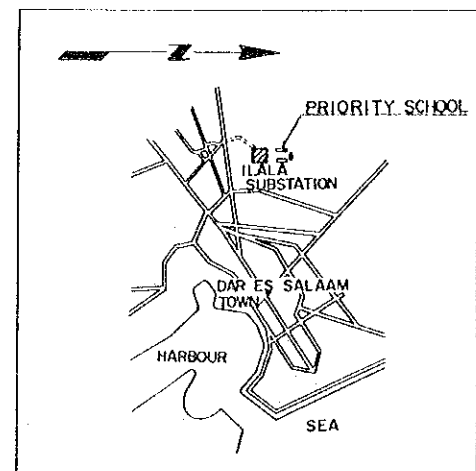 Z
PRIORITY SCHOOL
ILALA
SUBSTATION
DAR ES SALAAM
TOWN
HARBOUR
SEA